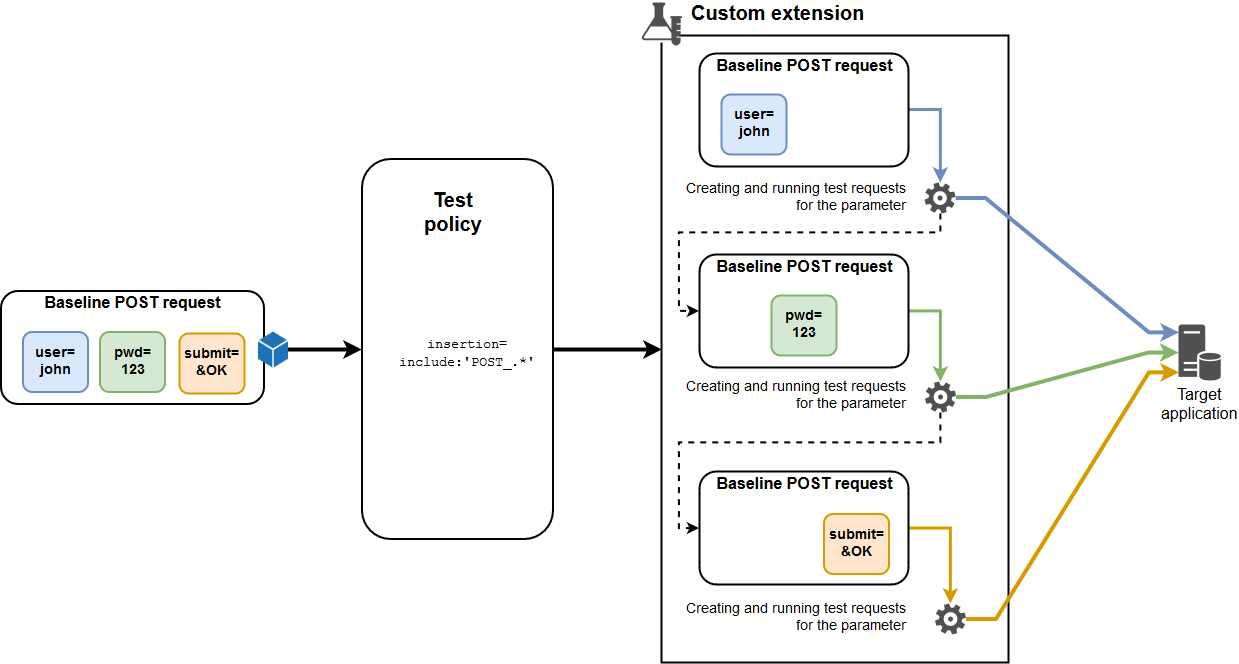 Custom extension
Baseline POST request
user=
john
Creating and running test requests
for the parameter
Test
policy
insertion=
include:'POST_.*'
Baseline POST request
user=
john
pwd=
123
submit=
&OK
Baseline POST request
pwd=
123
Creating and running test requests
for the parameter
Target
application
Baseline POST request
submit=
&OK
Creating and running test requests
for the parameter